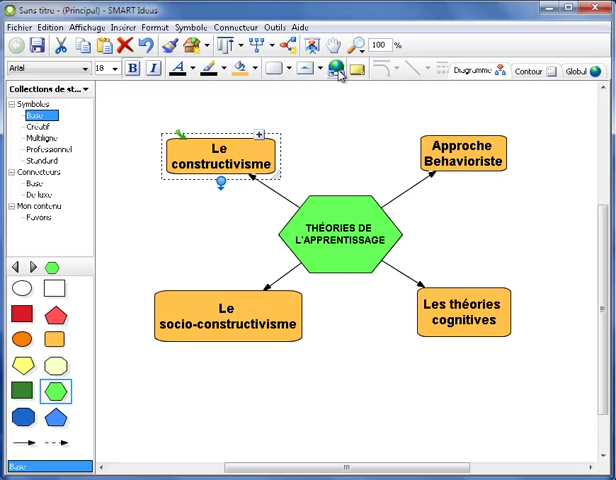 Sans titre - (Principal) - SMART Ideas
Fichier Edition Affichage Insérer Format Symbole Connecteur Outils Aide
100 %
Arial 18 B I A Diagramme Contour Global
Collections de st...
Symboles
Base
Créatif
Multiligne
Professionnel
Standard
Connecteurs
Base
De luxe
Mon contenu
Favoris
Base
Le
constructivisme
Approche
Behavioriste
THÉORIES DE
L'APPRENTISSAGE
Le
socio-constructivisme
Les théories
cognitives